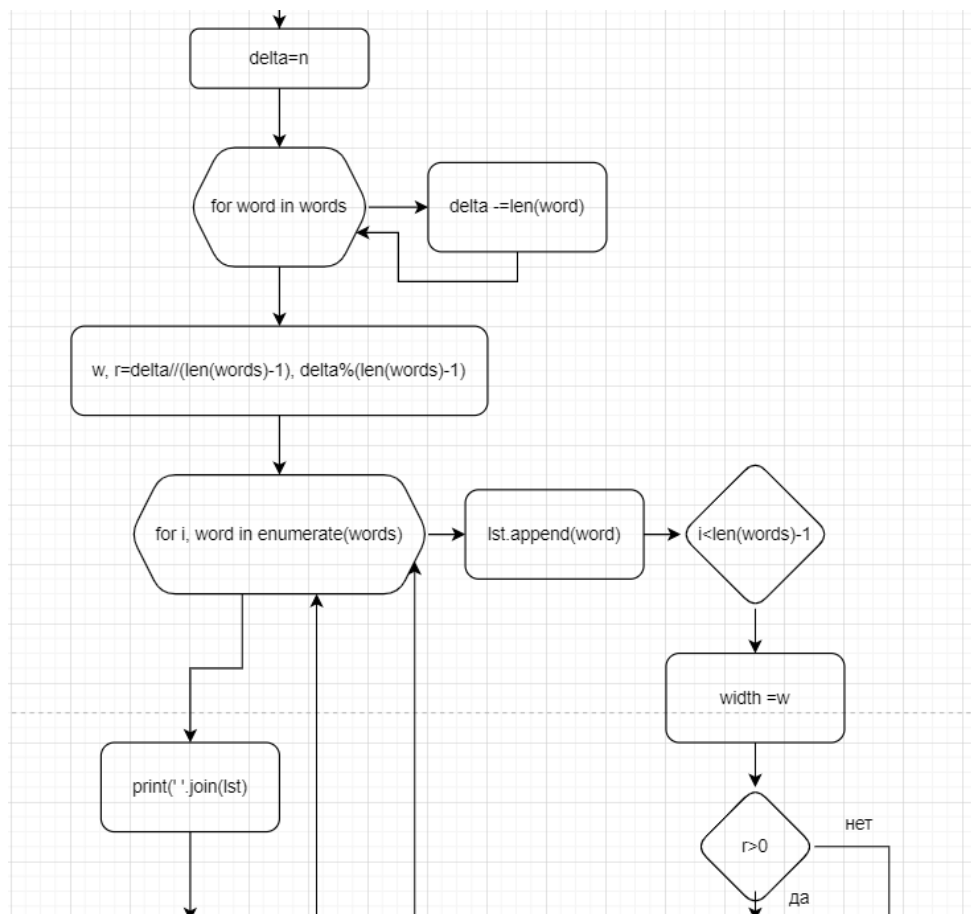 delta=n
for word in words
delta -=len(word)
w, r=delta//(len(words)-1), delta%(len(words)-1)
for i, word in enumerate(words)
lst.append(word)
i<len(words)-1
width =w
print(' '.join(lst)
r>0
нет
да